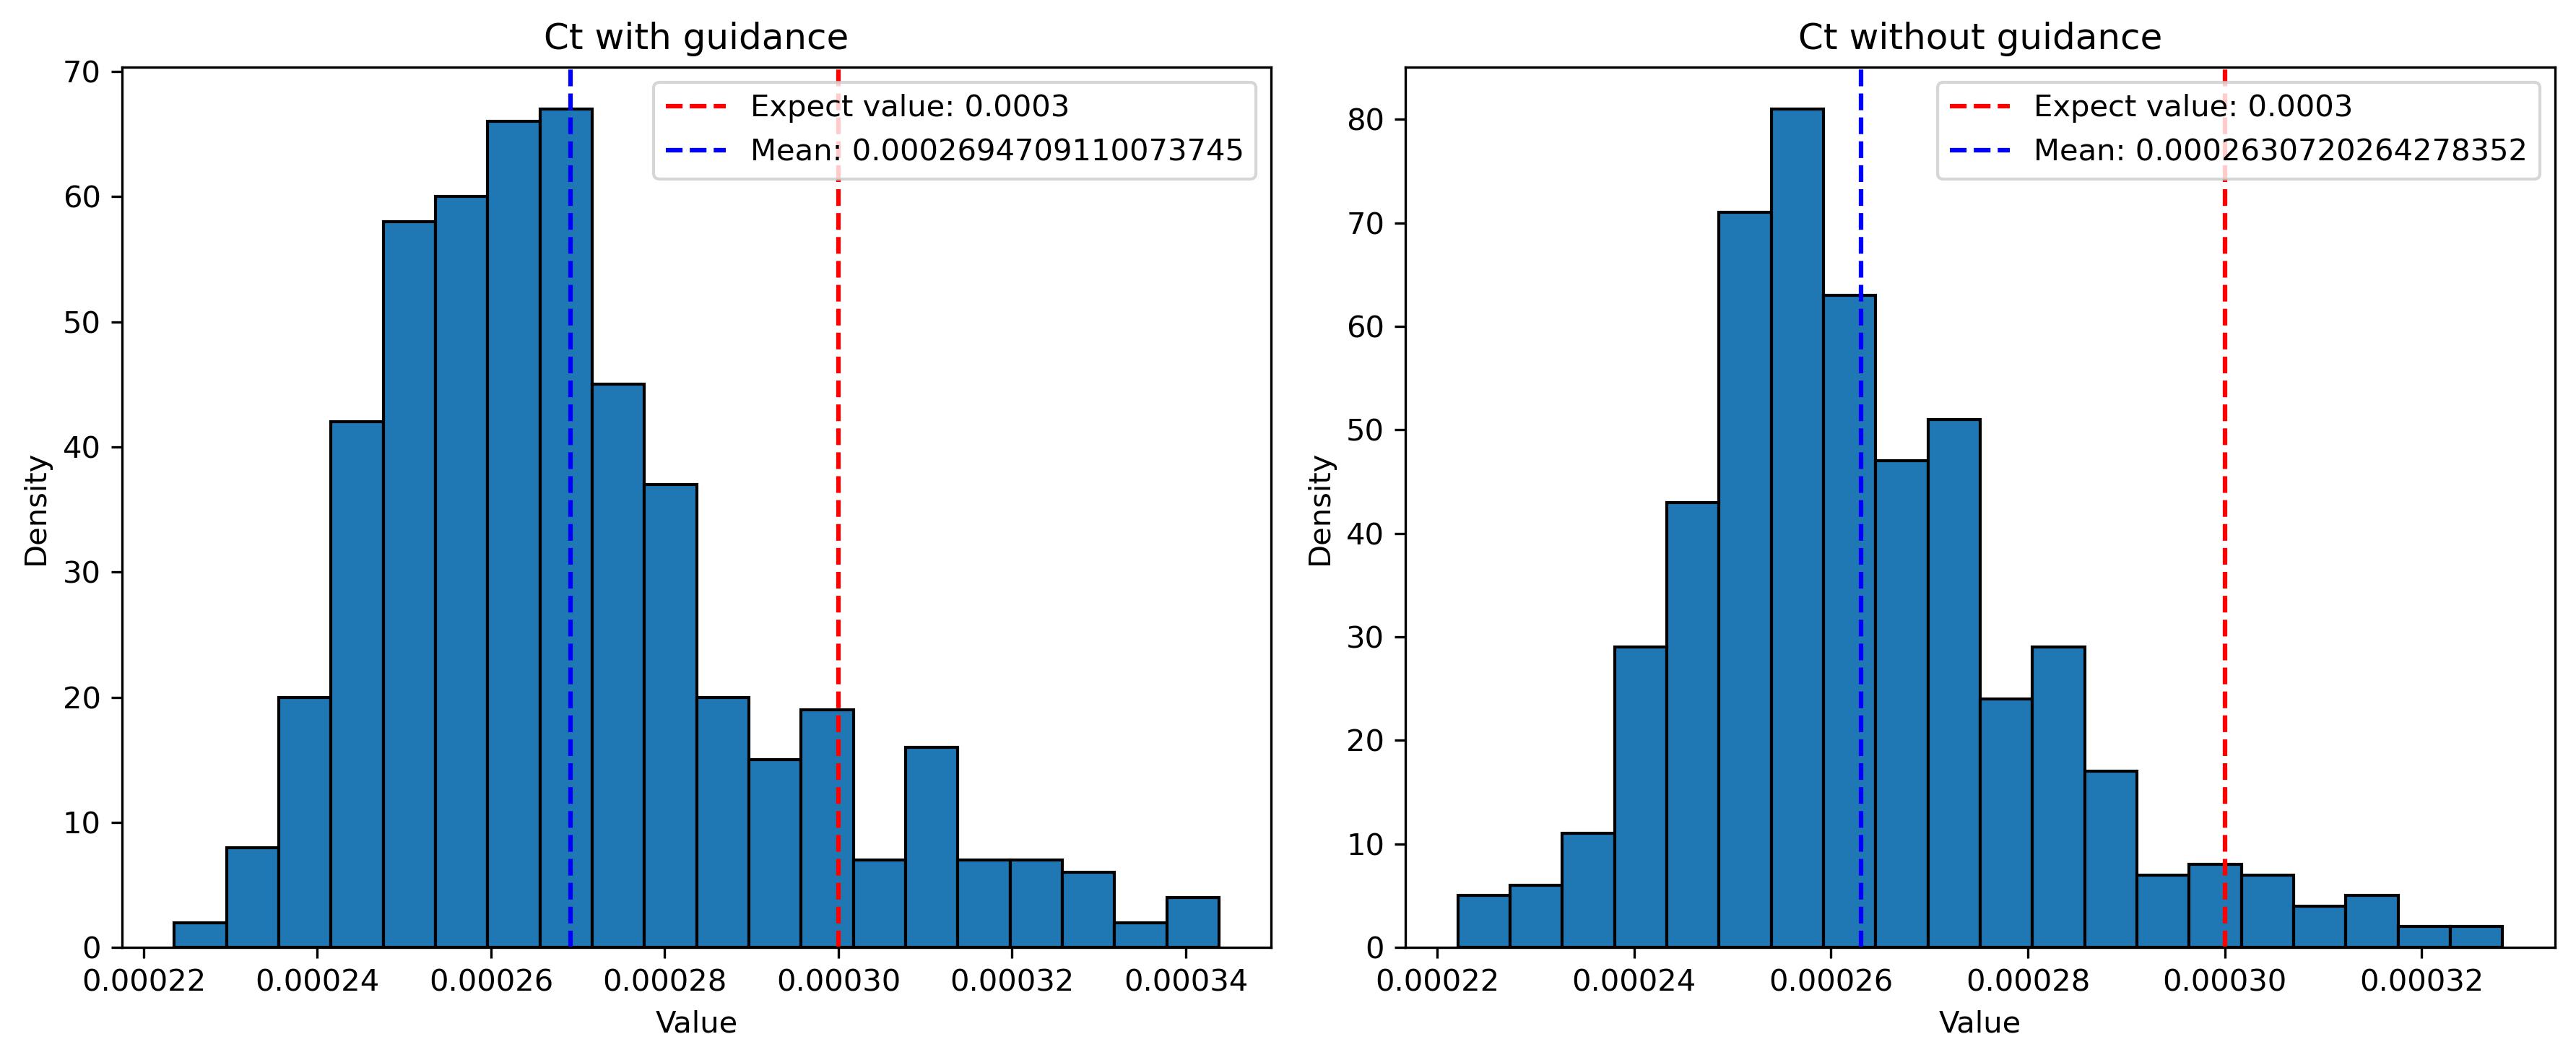 Ct with guidance
70
60
50
40
30
20
10
0
Density
Expect value: 0.0003
Mean: 0.0002694709110073745
0.00022 0.00024 0.00026 0.00028 0.00030 0.00032 0.00034
Value
Ct without guidance
80
70
60
50
40
30
20
10
0
Density
Expect value: 0.0003
Mean: 0.0002630720264278352
0.00022 0.00024 0.00026 0.00028 0.00030 0.00032
Value